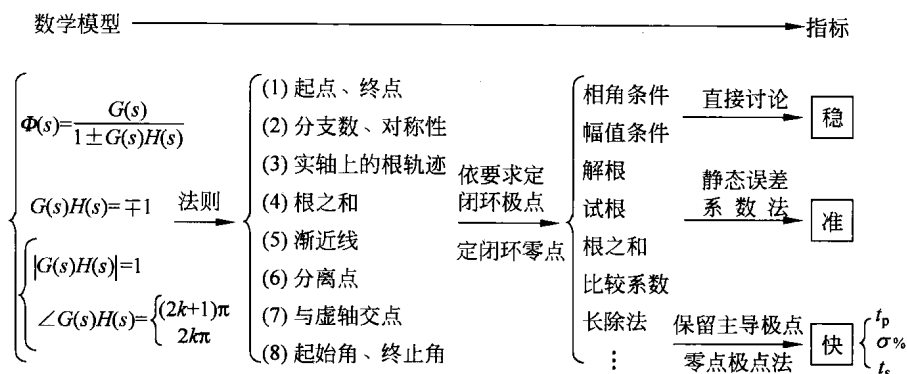 数学模型 指标
Φ(s)=G(s)/1±G(s)H(s)
G(s)H(s)=∓1
|G(s)H(s)|=1
∠G(s)H(s)={(2k+1)π
2kπ
法则
(1) 起点、终点
(2) 分支数、对称性
(3) 实轴上的根轨迹
(4) 根之和
(5) 渐近线
(6) 分离点
(7) 与虚轴交点
(8) 起始角、终止角
依要求定
闭环极点
定闭环零点
相角条件
幅值条件
解根
试根
根之和
比较系数
长除法
⋮
直接讨论
稳
静态误差
系数法
准
保留主导极点
零点极点法
快
tp
σ%
ts